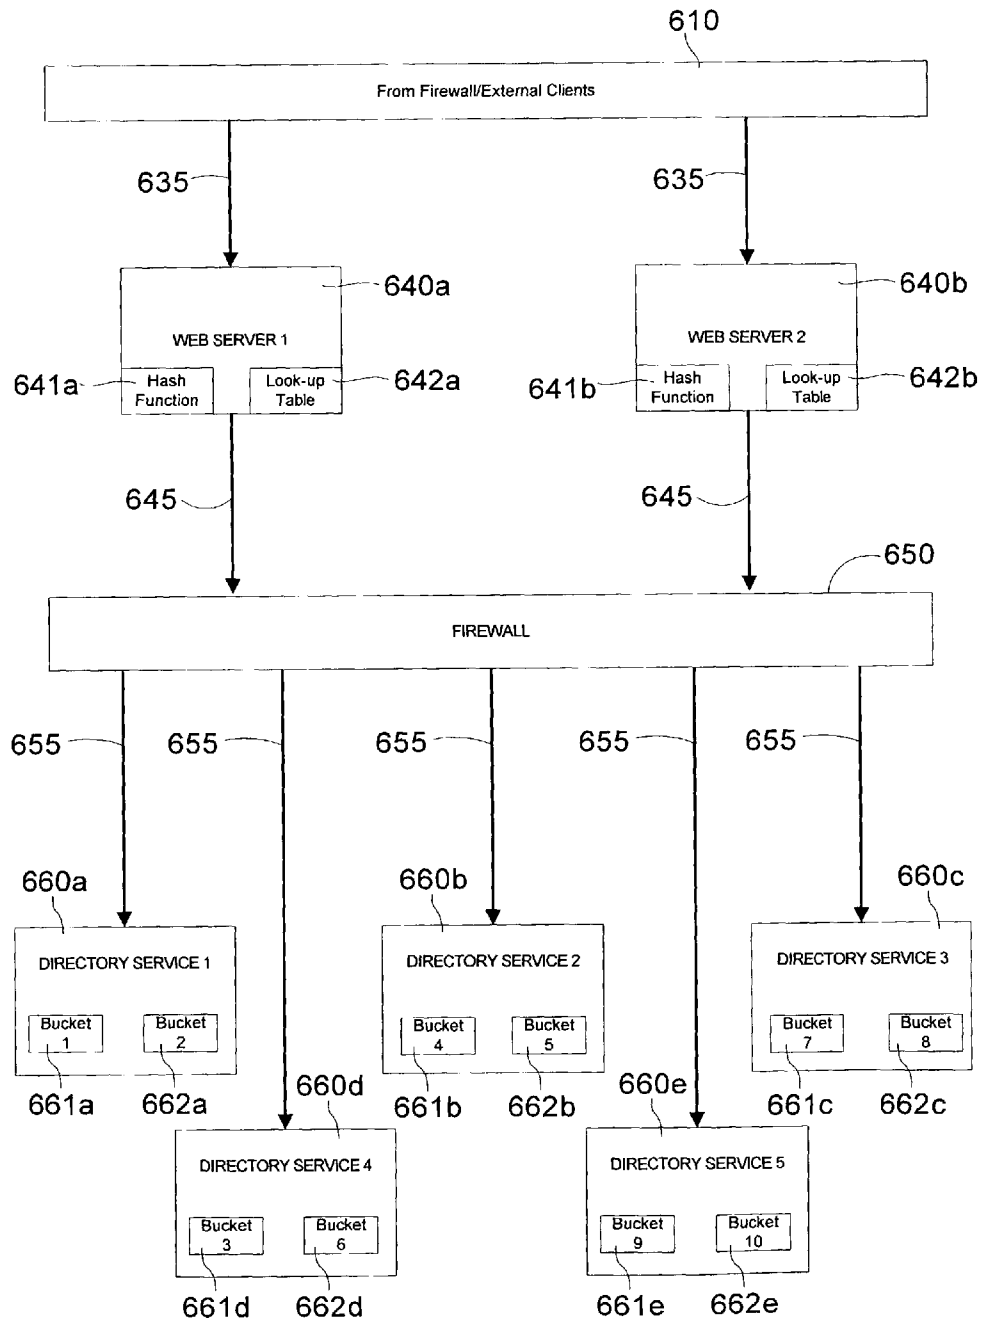 610
From Firewall/External Clients
635
635
640a
640b
WEB SERVER 1
WEB SERVER 2
641a
Hash
Function
Look-up
Table
642a
641b
Hash
Function
Look-up
Table
642b
645
645
650
FIREWALL
655
655
655
655
655
660a
660b
660c
DIRECTORY SERVICE 1
DIRECTORY SERVICE 2
DIRECTORY SERVICE 3
Bucket
1
Bucket
2
Bucket
4
Bucket
5
Bucket
7
Bucket
8
661a
662a
660d
661b
662b
660e
661c
662c
DIRECTORY SERVICE 4
DIRECTORY SERVICE 5
Bucket
3
Bucket
6
Bucket
9
Bucket
10
661d
662d
661e
662e